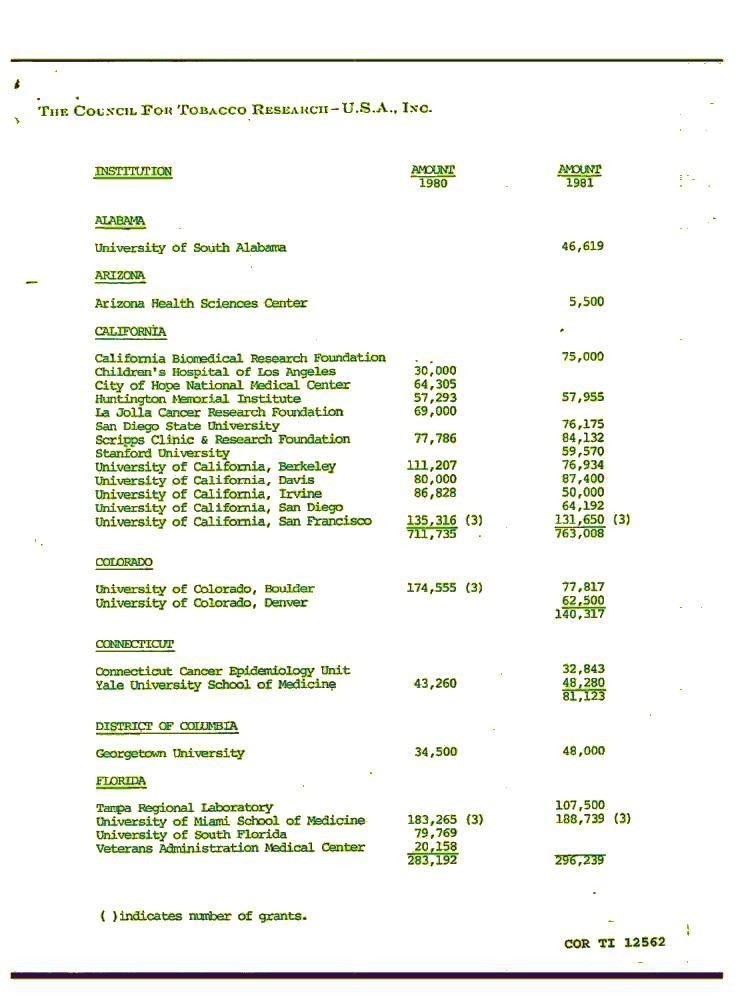 THE COUNCIL FOR TOBACCO RESEARCH-U.S.A., INC.
INSTITUTION AMOUNT 1980 AMOUNT 1981
ALABAMA
University of South Alabama 46,619
ARIZONA
Arizona Health Sciences Center 5,500
CALIFORNIA
California Biomedical Research Foundation 75,000
Children's Hospital of Los Angeles 30,000
City of Hope National Medical Center 64,305
Huntington Memorial Institute 57,293 57,955
La Jolla Cancer Research Foundation 69,000
San Diego State University 76,175
Scripps Clinic & Research Foundation 77,786 84,132
Stanford University 59,570
University of California, Berkeley 111,207 76,934
University of California, Davis 80,000 87,400
University of California, Irvine 86,828 50,000
University of California, San Diego 64,192
University of California, San Francisco 135,316 (3) 131,650 (3)
711,735 763,008
COLORADO
University of Colorado, Boulder 174,555 (3) 77,817
University of Colorado, Denver 62,500
140,317
CONNECTICUT
Connecticut Cancer Epidemiology Unit 32,843
Yale University School of Medicine 43,260 48,280
81,123
DISTRICT OF COLUMBIA
Georgetown University 34,500 48,000
FLORIDA
Tampa Regional Laboratory 107,500
University of Miami School of Medicine 183,265 (3) 188,739 (3)
University of South Florida 79,769
Veterans Administration Medical Center 20,158
283,192 296,239
( )indicates number of grants.
COR TI 12562